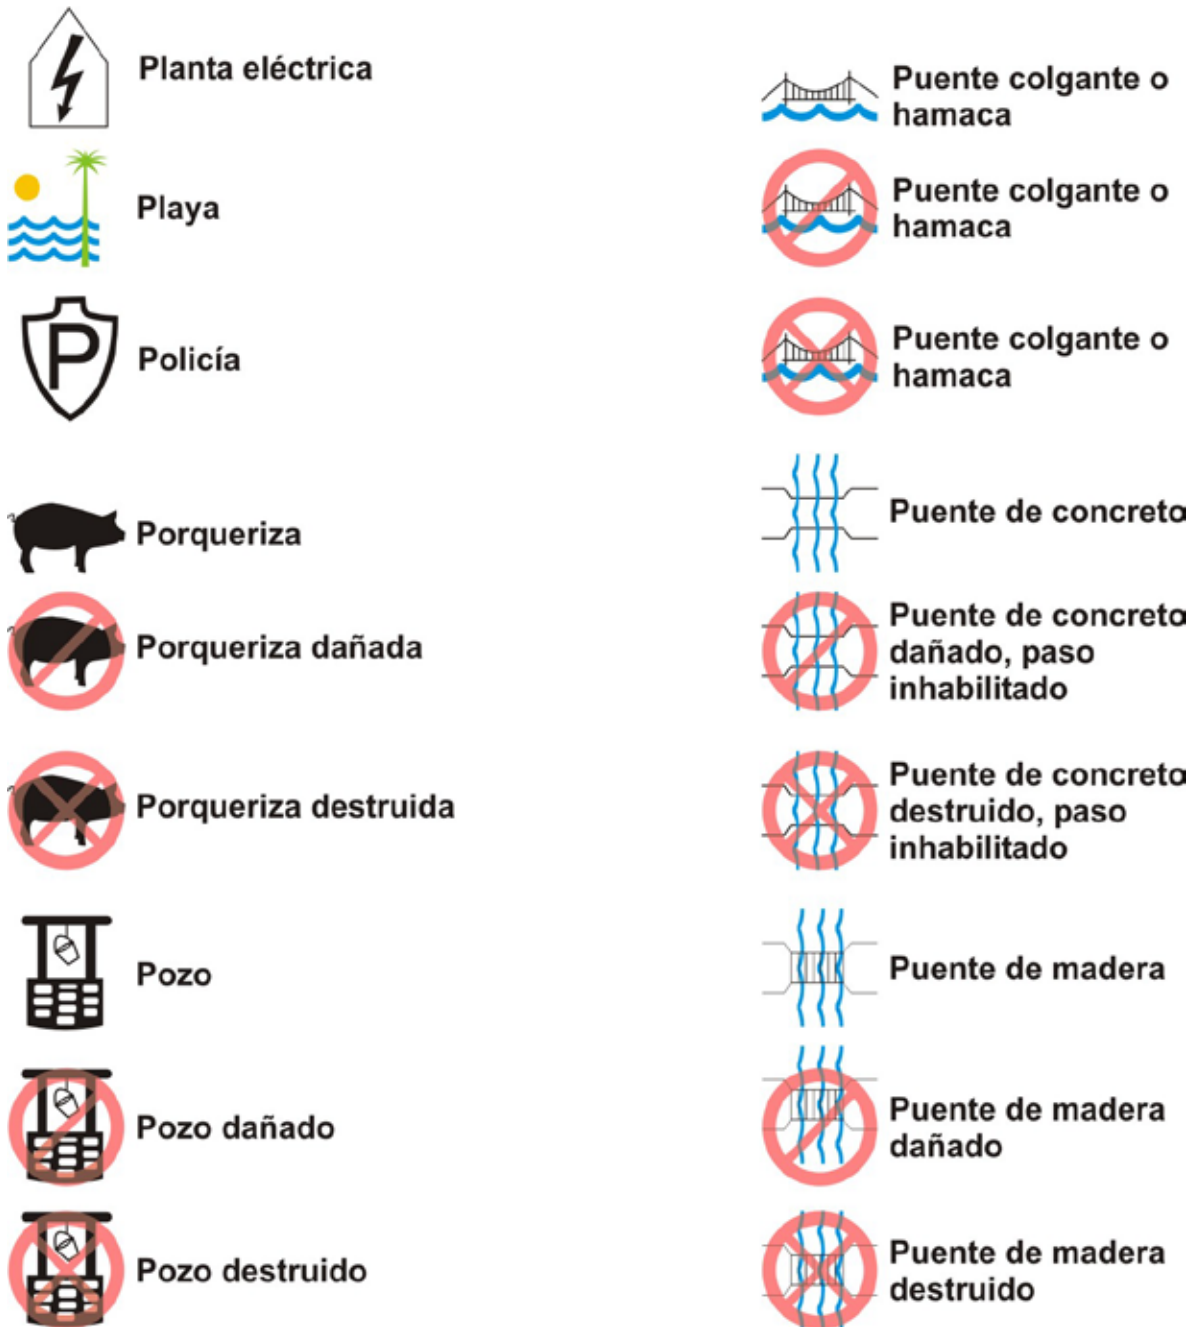 Planta eléctrica
Playa
Policía
P
Porqueriza
Porqueriza dañada
Porqueriza destruida
Pozo
Pozo dañado
Pozo destruido
Puente colgante o
hamaca
Puente colgante o
hamaca
Puente colgante o
hamaca
Puente de concreto
Puente de concreto
dañado, paso
inhabilitado
Puente de concreto
destruido, paso
inhabilitado
Puente de madera
Puente de madera
dañado
Puente de madera
destruido